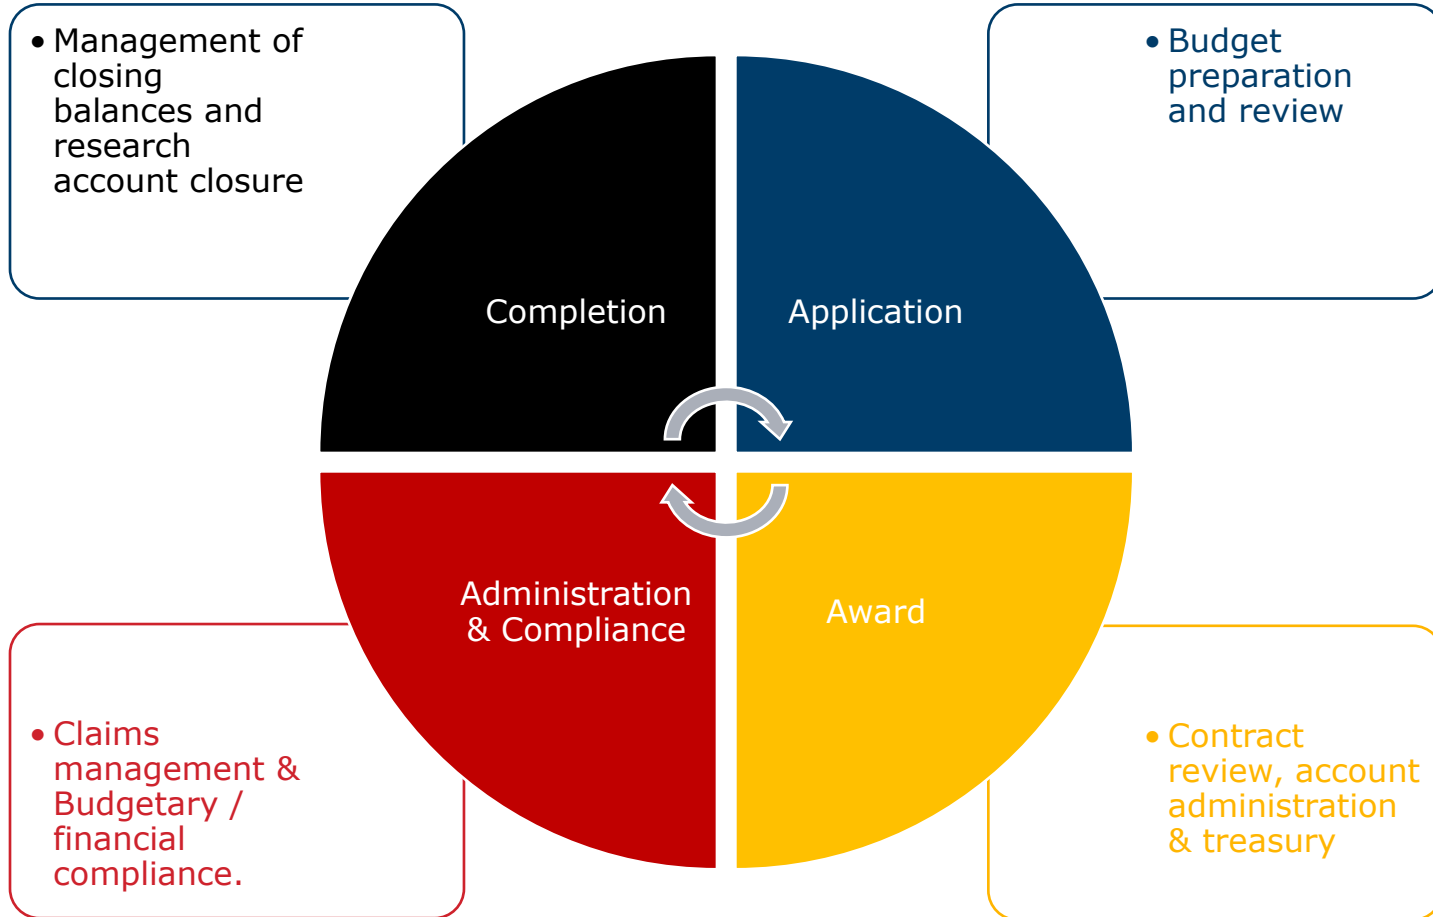 • Management of
closing
balances and
research
account closure
• Budget
preparation
and review
Completion
Application
Administration
& Compliance
Award
• Claims
management &
Budgetary /
financial
compliance.
• Contract
review, account
administration
& treasury